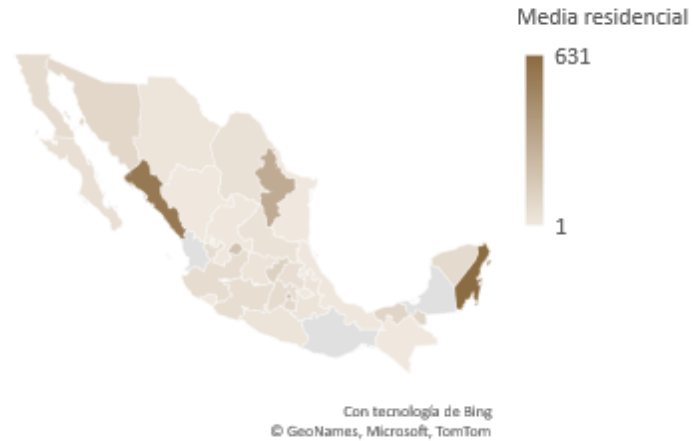 Media residencial
631
1
Con tecnología de Bing
© GeoNames, Microsoft, TomTom